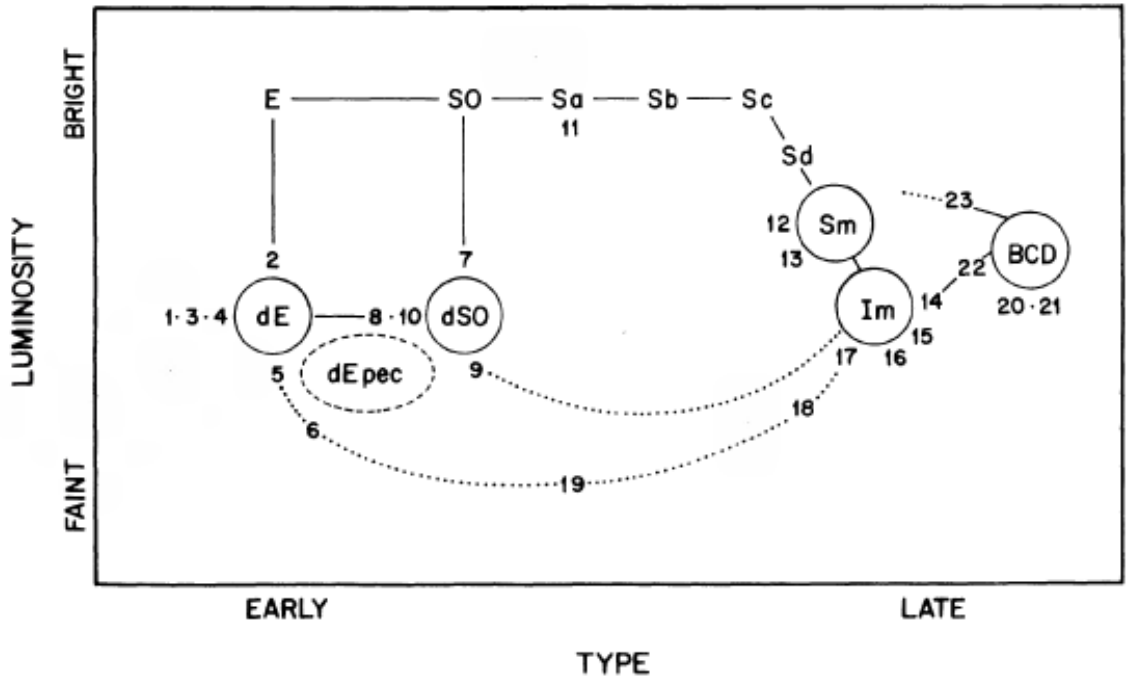 BRIGHT
LUMINOSITY
FAINT
E SO Sa Sb Sc
11
Sd
23
12 Sm
BCD
13
22
2 7
1·3·4 dE 8·10 dSO
Im 14
20·21
15
17 16
5 dEpec 9
18
6
19
EARLY LATE
TYPE